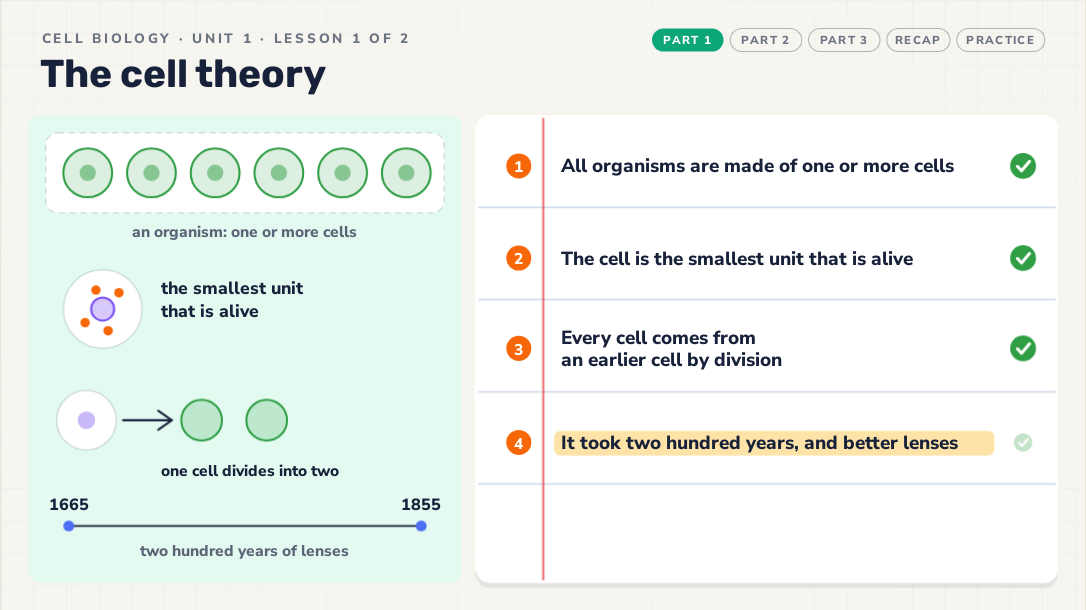 CELL BIOLOGY · UNIT 1 · LESSON 1 OF 2
The cell theory
PART 1
PART 2
PART 3
RECAP
PRACTICE
an organism: one or more cells
the smallest unit
that is alive
one cell divides into two
1665
1855
two hundred years of lenses
1
All organisms are made of one or more cells
2
The cell is the smallest unit that is alive
3
Every cell comes from
an earlier cell by division
4
It took two hundred years, and better lenses